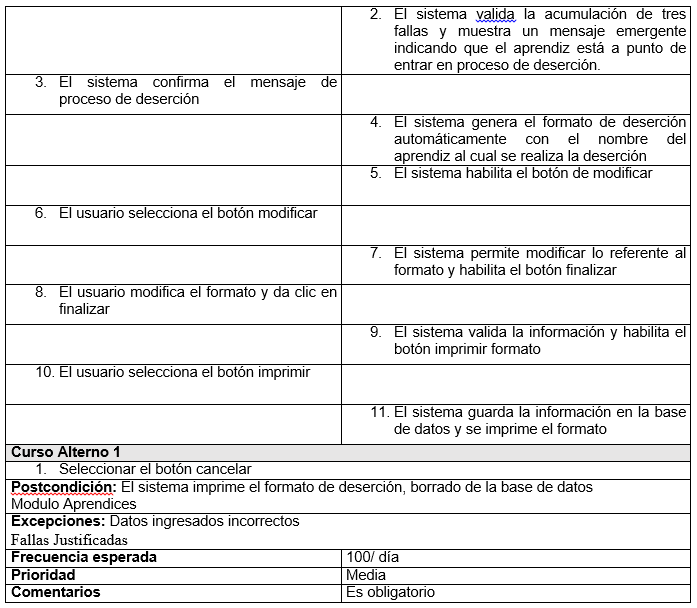 2. El sistema valida la acumulación de tres
fallas y muestra un mensaje emergente
indicando que el aprendiz está a punto de
entrar en proceso de deserción.
3. El sistema confirma el mensaje de
proceso de deserción
4. El sistema genera el formato de deserción
automáticamente con el nombre del
aprendiz al cual se realiza la deserción
5. El sistema habilita el botón de modificar
6. El usuario selecciona el botón modificar
7. El sistema permite modificar lo referente al
formato y habilita el botón finalizar
8. El usuario modifica el formato y da clic en
finalizar
9. El sistema valida la información y habilita el
botón imprimir formato
10. El usuario selecciona el botón imprimir
11. El sistema guarda la información en la base
de datos y se imprime el formato
Curso Alterno 1
1. Seleccionar el botón cancelar
Postcondición: El sistema imprime el formato de deserción, borrado de la base de datos
Modulo Aprendices
Excepciones: Datos ingresados incorrectos
Fallas Justificadas
Frecuencia esperada 100/ día
Prioridad Media
Comentarios Es obligatorio